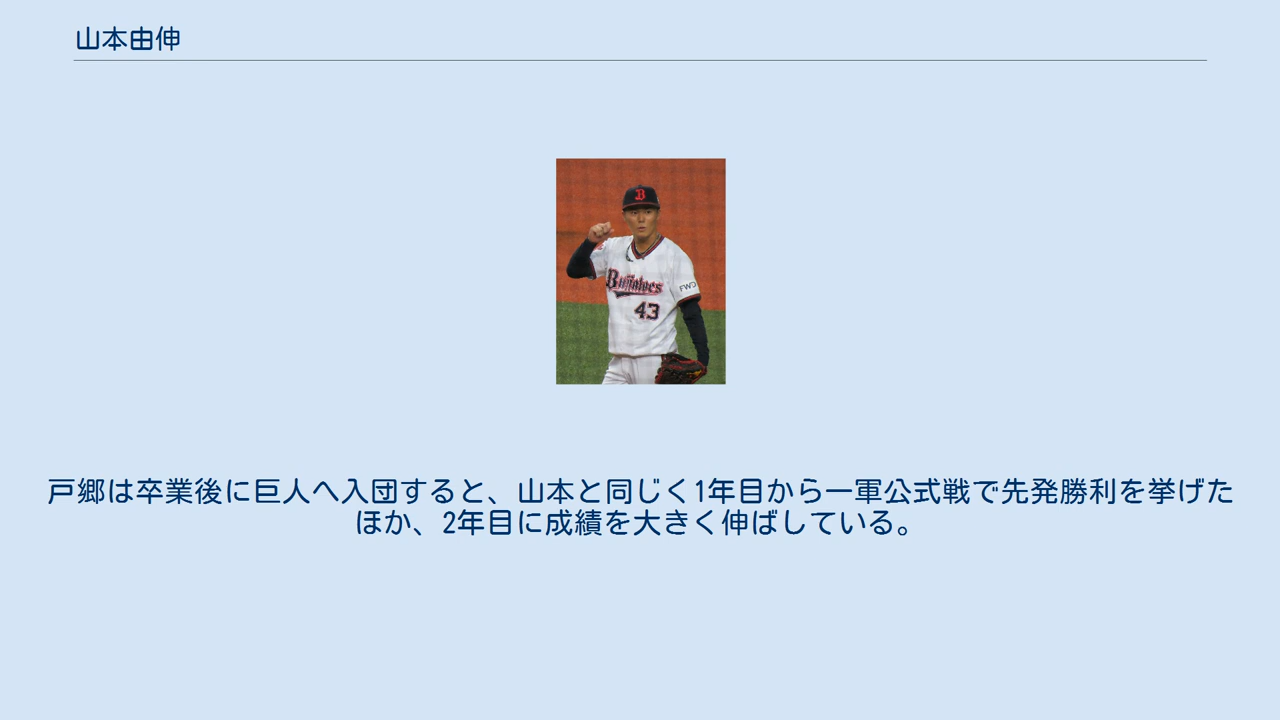 山本由伸
B
Buffaloes
FWD
43
戸郷は卒業後に巨人へ入団すると、山本と同じく1年目から一軍公式戦で先発勝利を挙げた
ほか、2年目に成績を大きく伸ばしている。